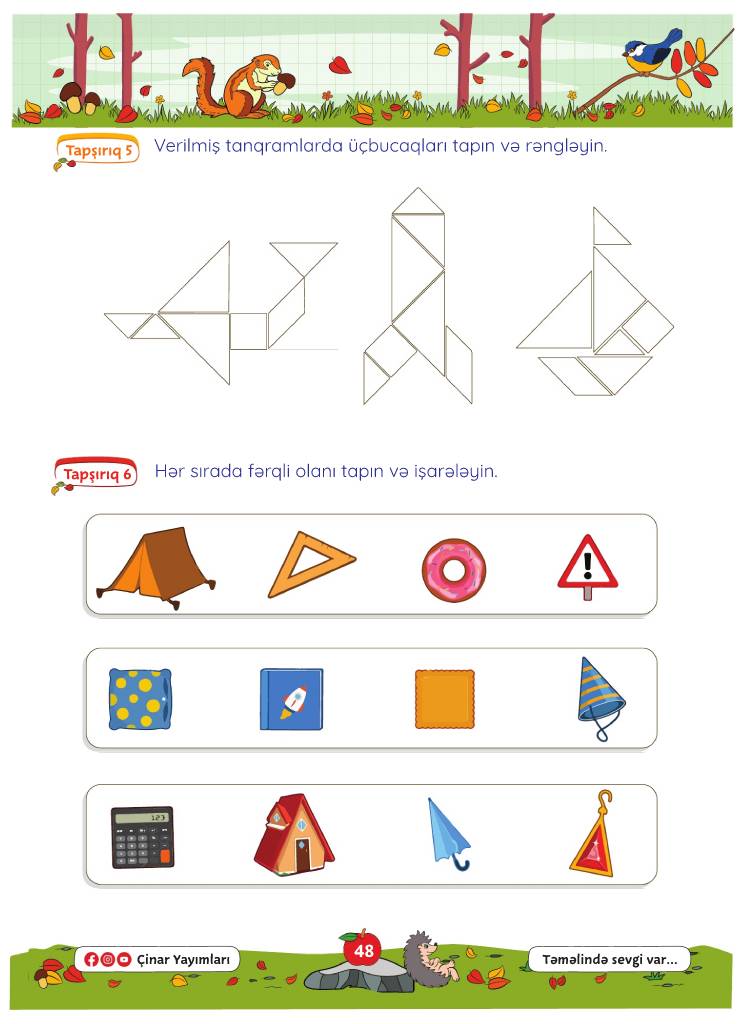 Tapşırıq 5
Verilmiş tanqramlarda üçbucaqları tapın və rəngləyin.
Tapşırıq 6
Hər sırada fərqli olanı tapın və işarələyin.
123
Çinar Yayımları
48
Təməlində sevgi var...